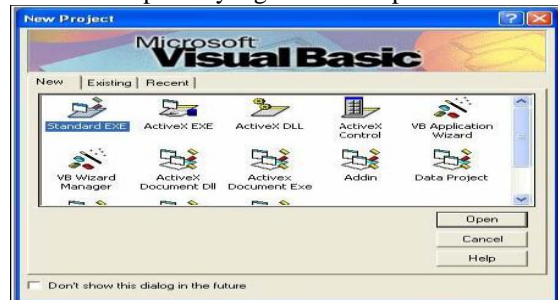 New Project
Microsoft
Visual Basic
New Existing Recent
Standard EXE ActiveX EXE ActiveX DLL ActiveX Control VB Application Wizard
VB Wizard Manager ActiveX Document Dll Activex Document Exe Addin Data Project
Open
Cancel
Help
Don't show this dialog in the future